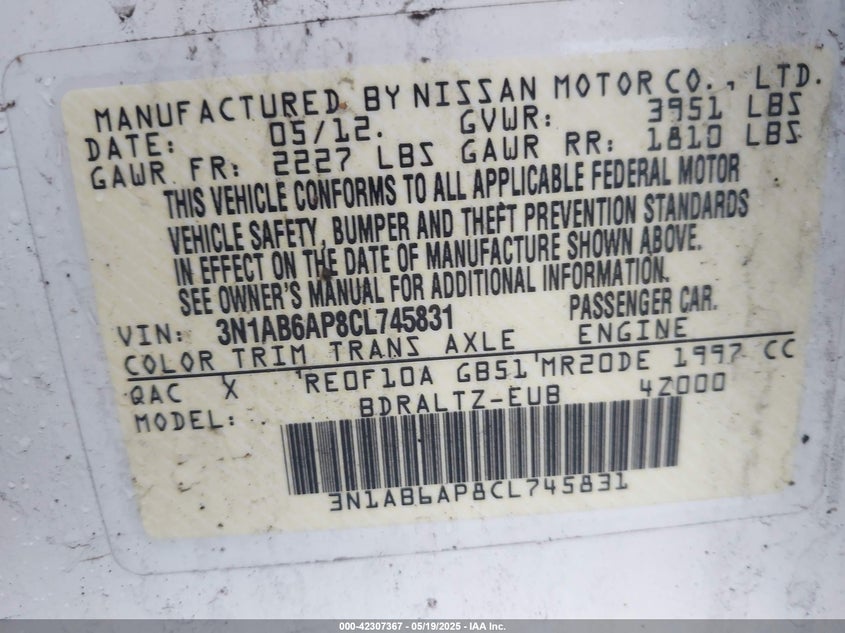 MANUFACTURED BY NISSAN MOTOR CO., LTD.
DATE: 05/12. GVWR: 3951 LBS
GAWR FR: 2227 LBS GAWR RR: 1810 LBS
THIS VEHICLE CONFORMS TO ALL APPLICABLE FEDERAL MOTOR
VEHICLE SAFETY, BUMPER AND THEFT PREVENTION STANDARDS
IN EFFECT ON THE DATE OF MANUFACTURE SHOWN ABOVE.
SEE OWNER'S MANUAL FOR ADDITIONAL INFORMATION.
VIN: 3N1AB6AP8CL745831 PASSENGER CAR.
COLOR TRIM TRANS AXLE ENGINE
QAC X RE0F10A GB51 MR20DE 1997 CC
MODEL: BDRALTZ-EUB 4Z000
3N1AB6AP8CL745831
000-42307367 - 05/19/2025 - IAA Inc.